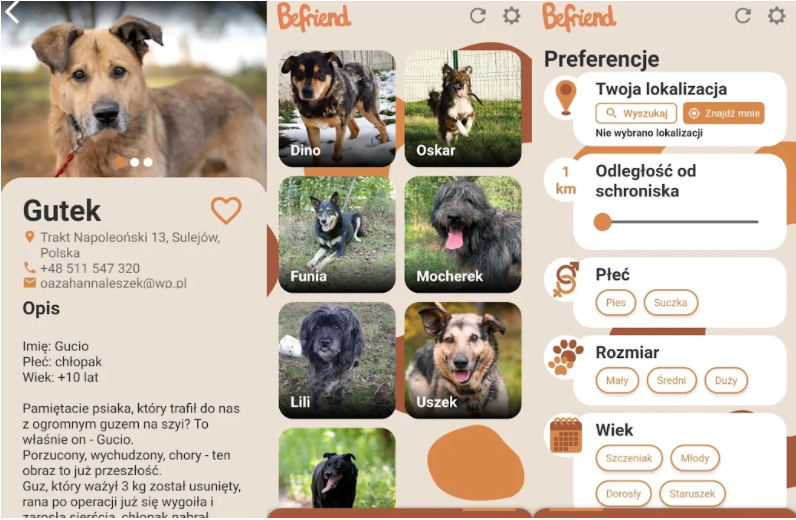 Gutek
Trakt Napoleoński 13, Sulejów,
Polska
+48 511 547 320
oazahannaleszek@wp.pl
Opis
Imię: Gucio
Płeć: chłopak
Wiek: +10 lat
Pamiętacie psiaka, który trafił do nas
z ogromnym guzem na szyi? To
właśnie on - Gucio.
Porzucony, wychudzony, chory - ten
obraz to już przeszłość.
Guz, który ważył 3 kg został usunięty,
rana po operacji już się wygoiła i
zarosła sierścią, chłopak nabrał
Befriend
Dino
Oskar
Funia
Mocherek
Lili
Uszek
Befriend
Preferencje
Twoja lokalizacja
Wyszukaj
Znajdź mnie
Nie wybrano lokalizacji
1
km
Odległość od
schroniska
Płeć
Pies
Suczka
Rozmiar
Mały
Średni
Duży
Wiek
Szczeniak
Młody
Dorosły
Staruszek